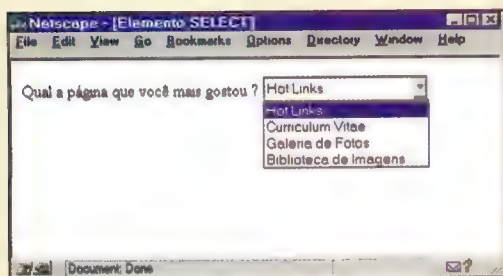 Netscape - [Elemento SELECT]
File Edit View Go Bookmarks Options Directory Window Help
Qual a página que você mais gostou ? Hot Links
Hot Links
Curriculum Vitae
Galeria de Fotos
Biblioteca de Imagens
Document: Done